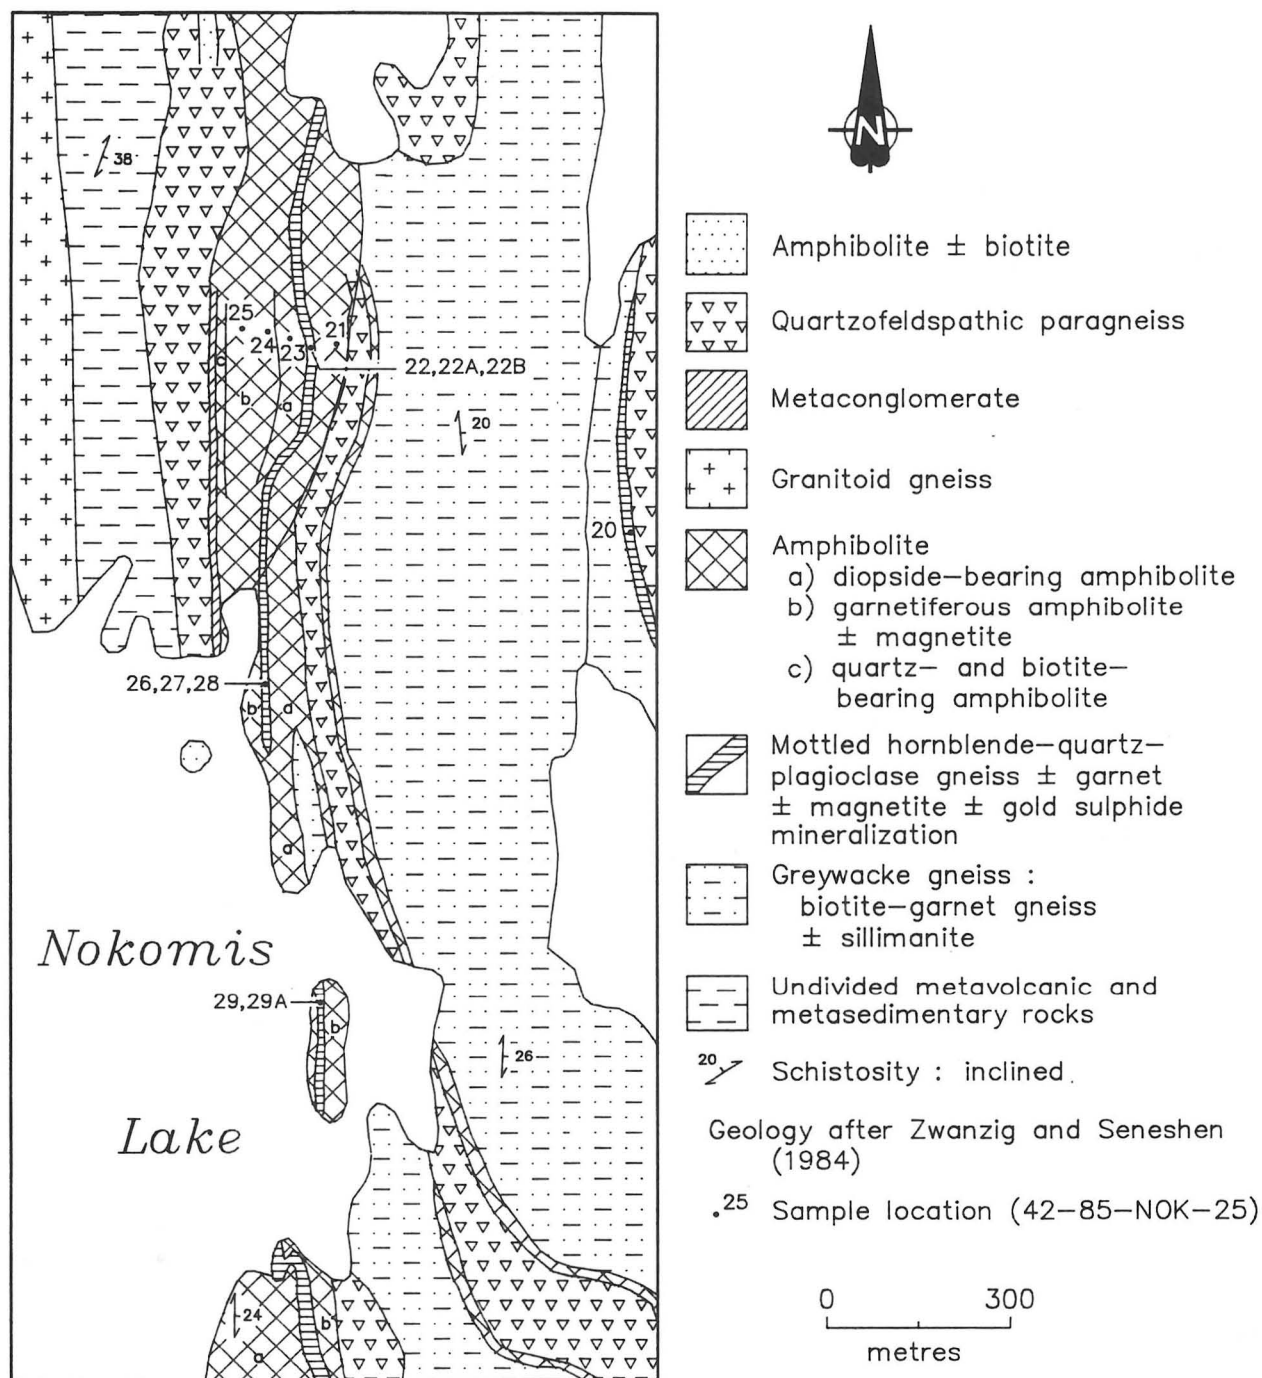 N
38
25
24
23
21
22,22A,22B
c
b
a
20
20
26,27,28
b
a
a
Nokomis
29,29A
b
26
Lake
24
b
a
Amphibolite ± biotite
Quartzofeldspathic paragneiss
Metaconglomerate
Granitoid gneiss
Amphibolite
a) diopside—bearing amphibolite
b) garnetiferous amphibolite
± magnetite
c) quartz— and biotite—
bearing amphibolite
Mottled hornblende—quartz—
plagioclase gneiss ± garnet
± magnetite ± gold sulphide
mineralization
Greywacke gneiss :
biotite—garnet gneiss
± sillimanite
Undivided metavolcanic and
metasedimentary rocks
20 Schistosity : inclined
Geology after Zwanzig and Seneshen
(1984)
.25 Sample location (42—85—NOK—25)
0 300
metres